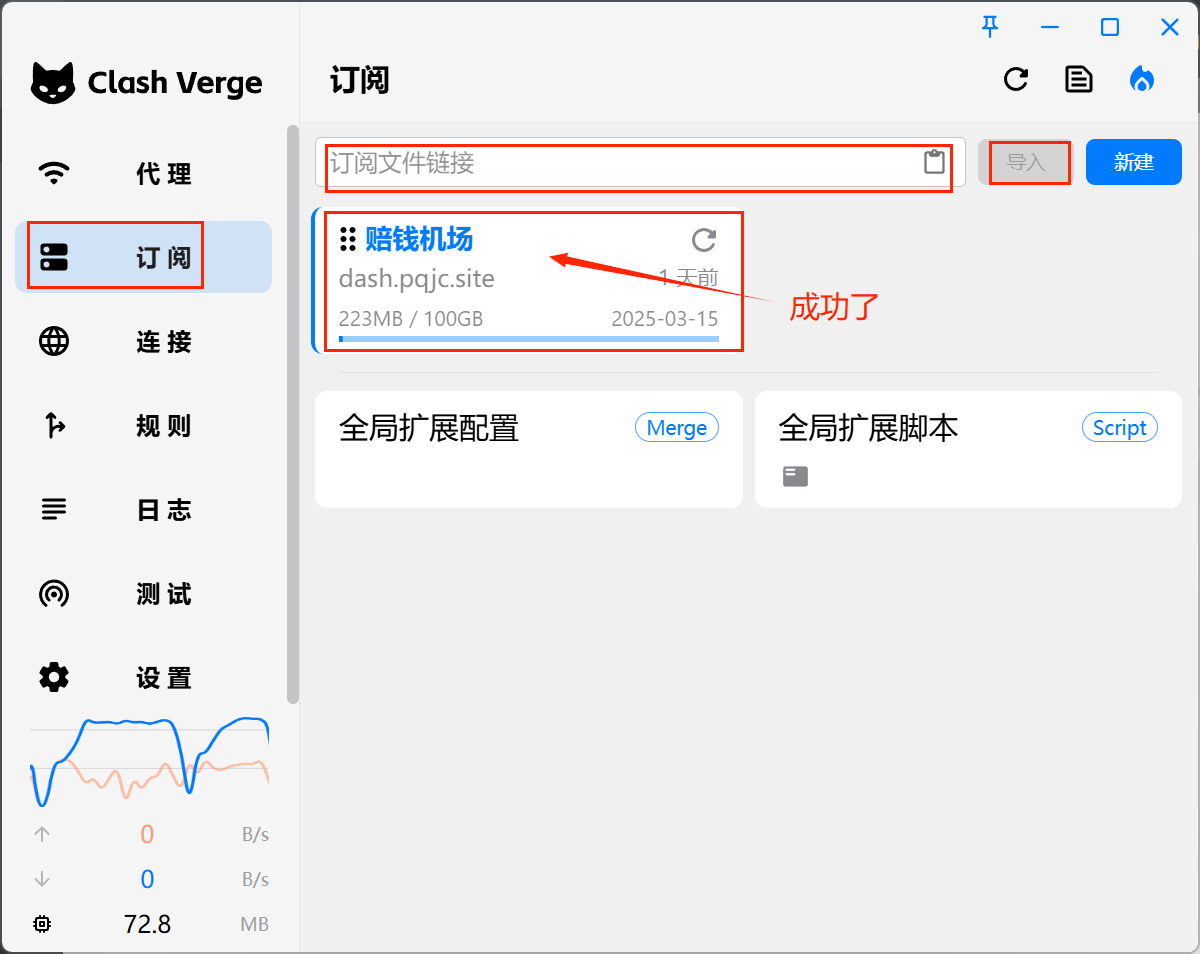 Clash Verge
代 理
订 阅
连 接
规 则
日 志
测 试
设 置
0 B/s
0 B/s
72.8 MB
订阅
订阅文件链接
导入
新建
赔钱机场
dash.pqjc.site 1 天前
223MB / 100GB 2025-03-15
成功了
全局扩展配置 Merge
全局扩展脚本 Script